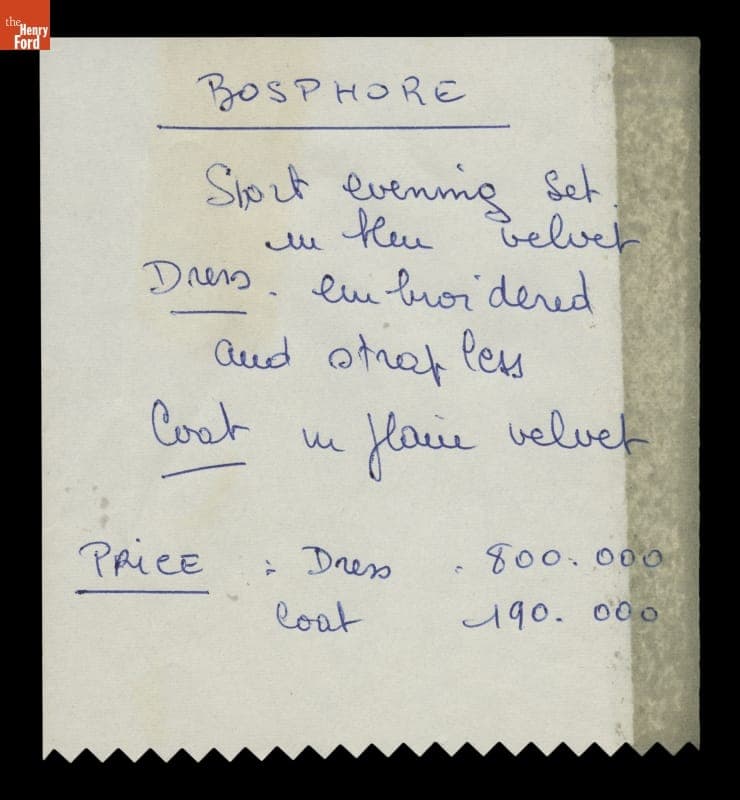 the
Henry
Ford
BOSPHORE
Short evening set.
in bleu velvet
Dress. embroidered
and strapless
Coat in plain velvet
PRICE : Dress . 800.000
Coat 190.000